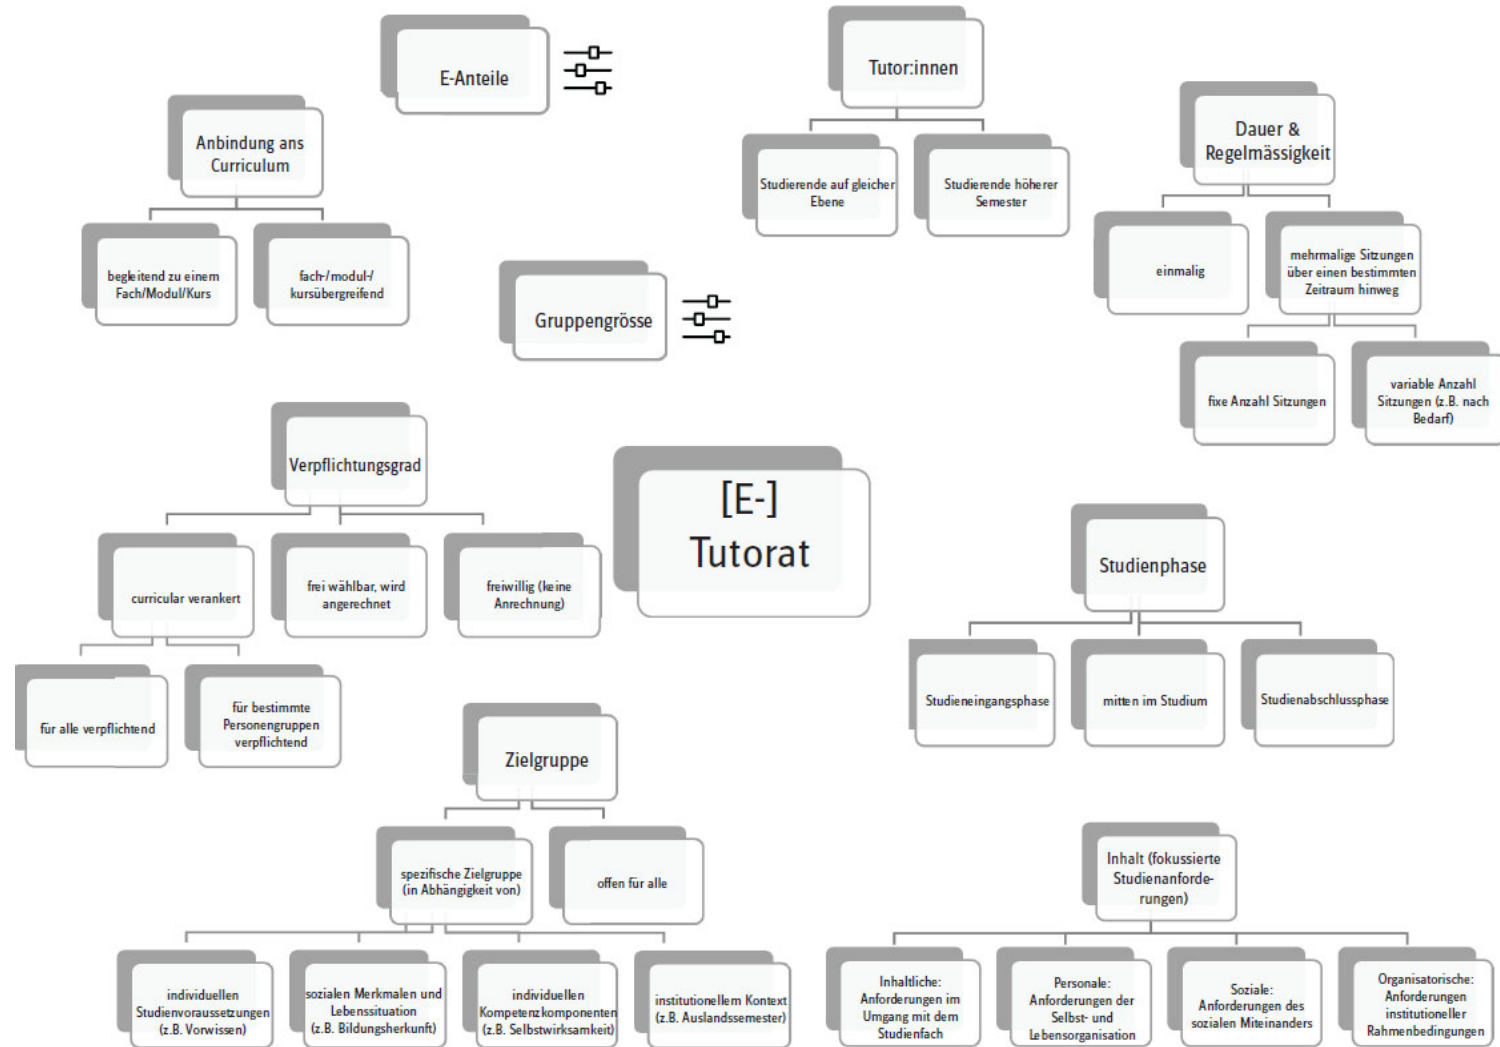 E-Anteile
Tutor:innen
Anbindung ans
Curriculum
begleitend zu einem
Fach/Modul/Kurs
fach-/modul-/
kursübergreifend
Studierende auf gleicher
Ebene
Studierende höherer
Semester
Dauer &
Regelmässigkeit
einmalig
mehrmalige Sitzungen
über einen bestimmten
Zeitraum hinweg
fixe Anzahl Sitzungen
variable Anzahl
Sitzungen (z.B. nach
Bedarf)
Gruppengrösse
Verpflichtungsgrad
curricular verankert
frei wählbar, wird
angerechnet
freiwillig (keine
Anrechnung)
für alle verpflichtend
für bestimmte
Personengruppen
verpflichtend
[E-]
Tutorat
Studienphase
Studieneingangsphase
mitten im Studium
Studienabschlussphase
Zielgruppe
spezifische Zielgruppe
(in Abhängigkeit von)
offen für alle
individuellen
Studienvoraussetzungen
(z.B. Vorwissen)
sozialen Merkmalen und
Lebenssituation
(z.B. Bildungsherkunft)
individuellen
Kompetenzkomponenten
(z.B. Selbstwirksamkeit)
institutionellem Kontext
(z.B. Auslandssemester)
Inhalt (fokussierte
Studienanforde-
rungen)
Inhaltliche:
Anforderungen im
Umgang mit dem
Studienfach
Personale:
Anforderungen der
Selbst- und
Lebensorganisation
Soziale:
Anforderungen des
sozialen Miteinanders
Organisatorische:
Anforderungen
institutioneller
Rahmenbedingungen